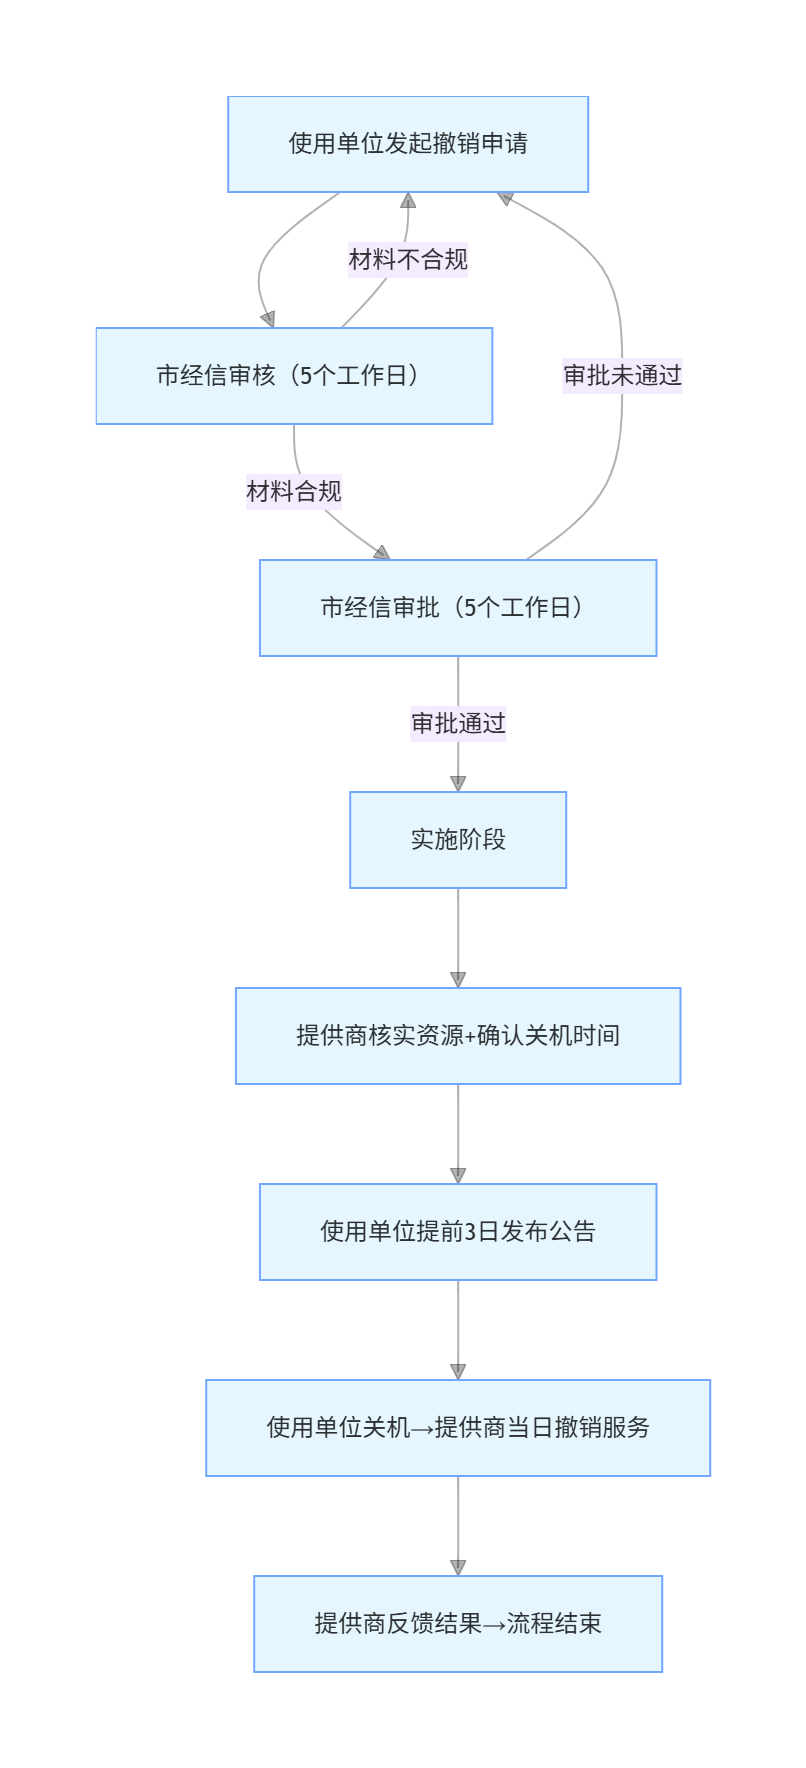 使用单位发起撤销申请
材料不合规
市经信审核（5个工作日）
审批未通过
材料合规
市经信审批（5个工作日）
审批通过
实施阶段
提供商核实资源+确认关机时间
使用单位提前3日发布公告
使用单位关机→提供商当日撤销服务
提供商反馈结果→流程结束